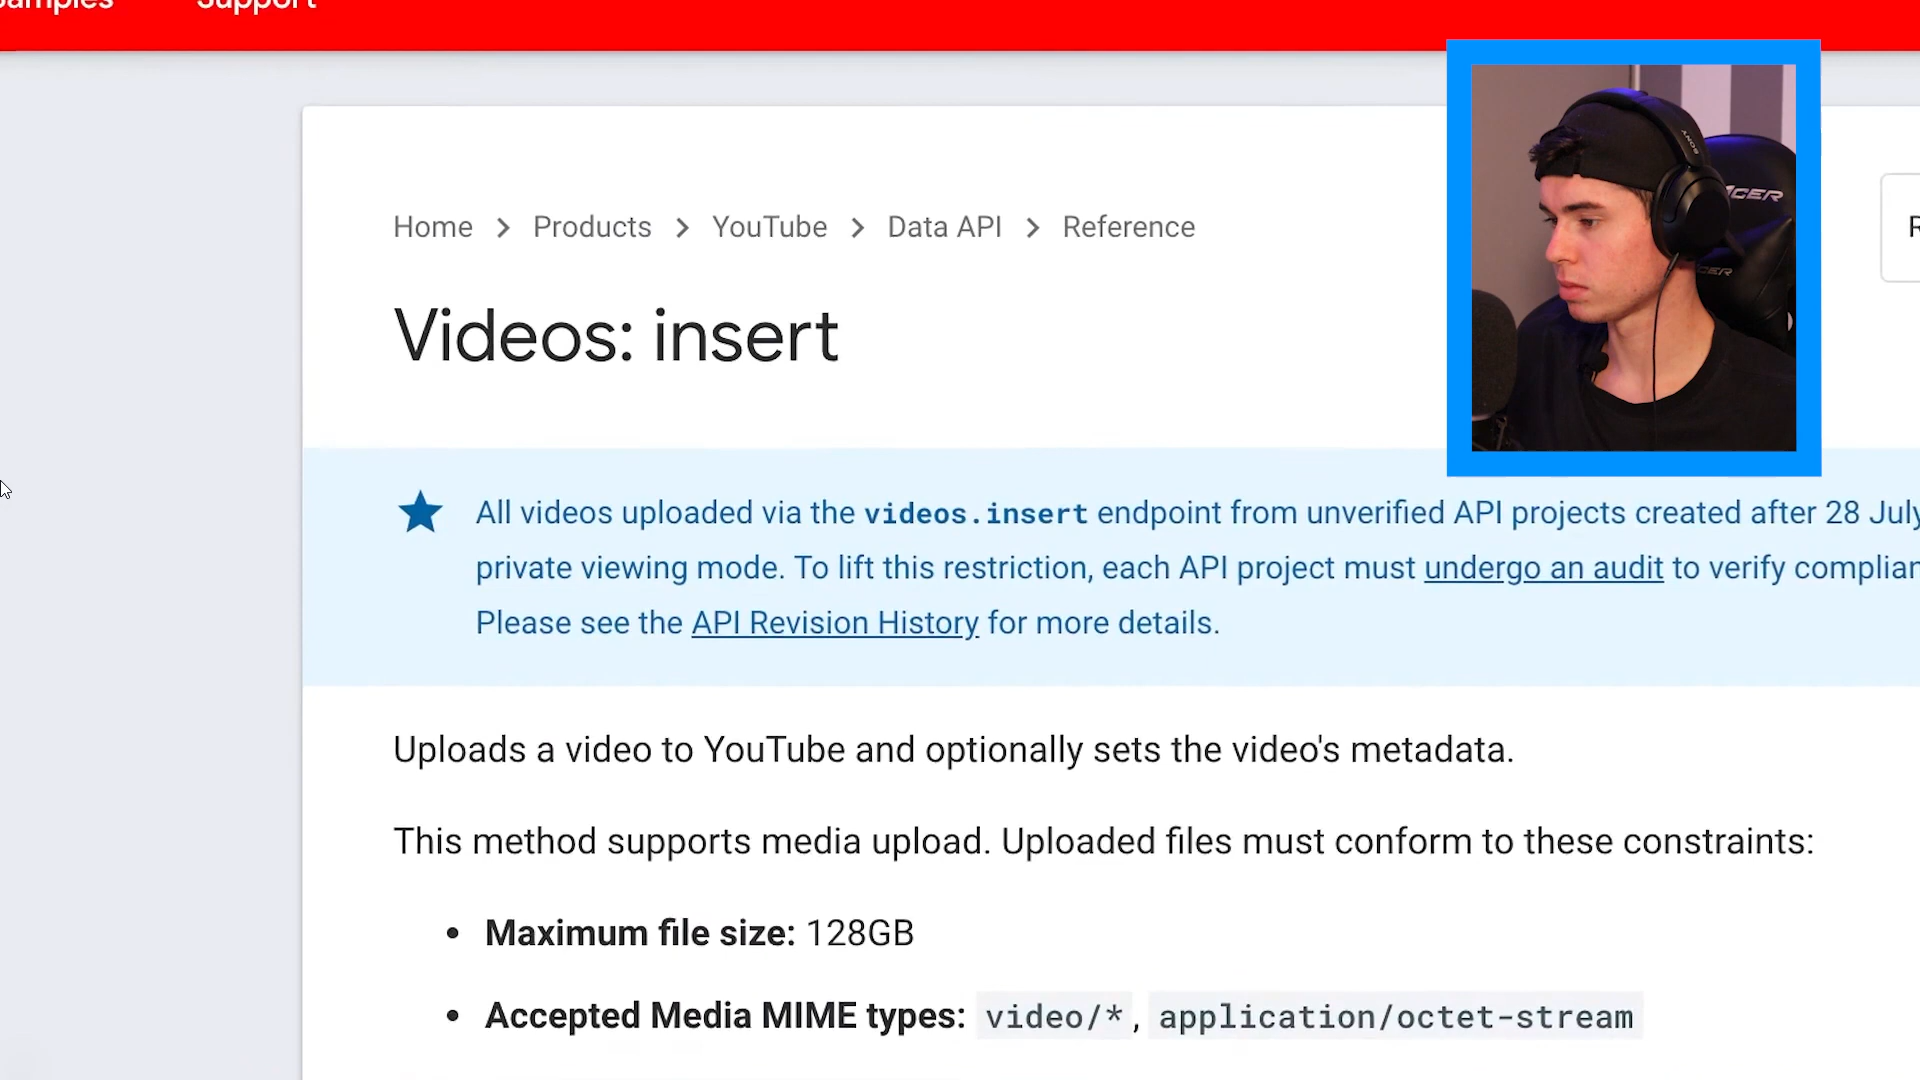 Support
Home > Products > YouTube > Data API > Reference
Videos: insert
All videos uploaded via the videos.insert endpoint from unverified API projects created after 28 July
private viewing mode. To lift this restriction, each API project must undergo an audit to verify
Please see the API Revision History for more details.
Uploads a video to YouTube and optionally sets the video's metadata.
This method supports media upload. Uploaded files must conform to these constraints:
• Maximum file size: 128GB
• Accepted Media MIME types: video/*, application/octet-stream
SONY